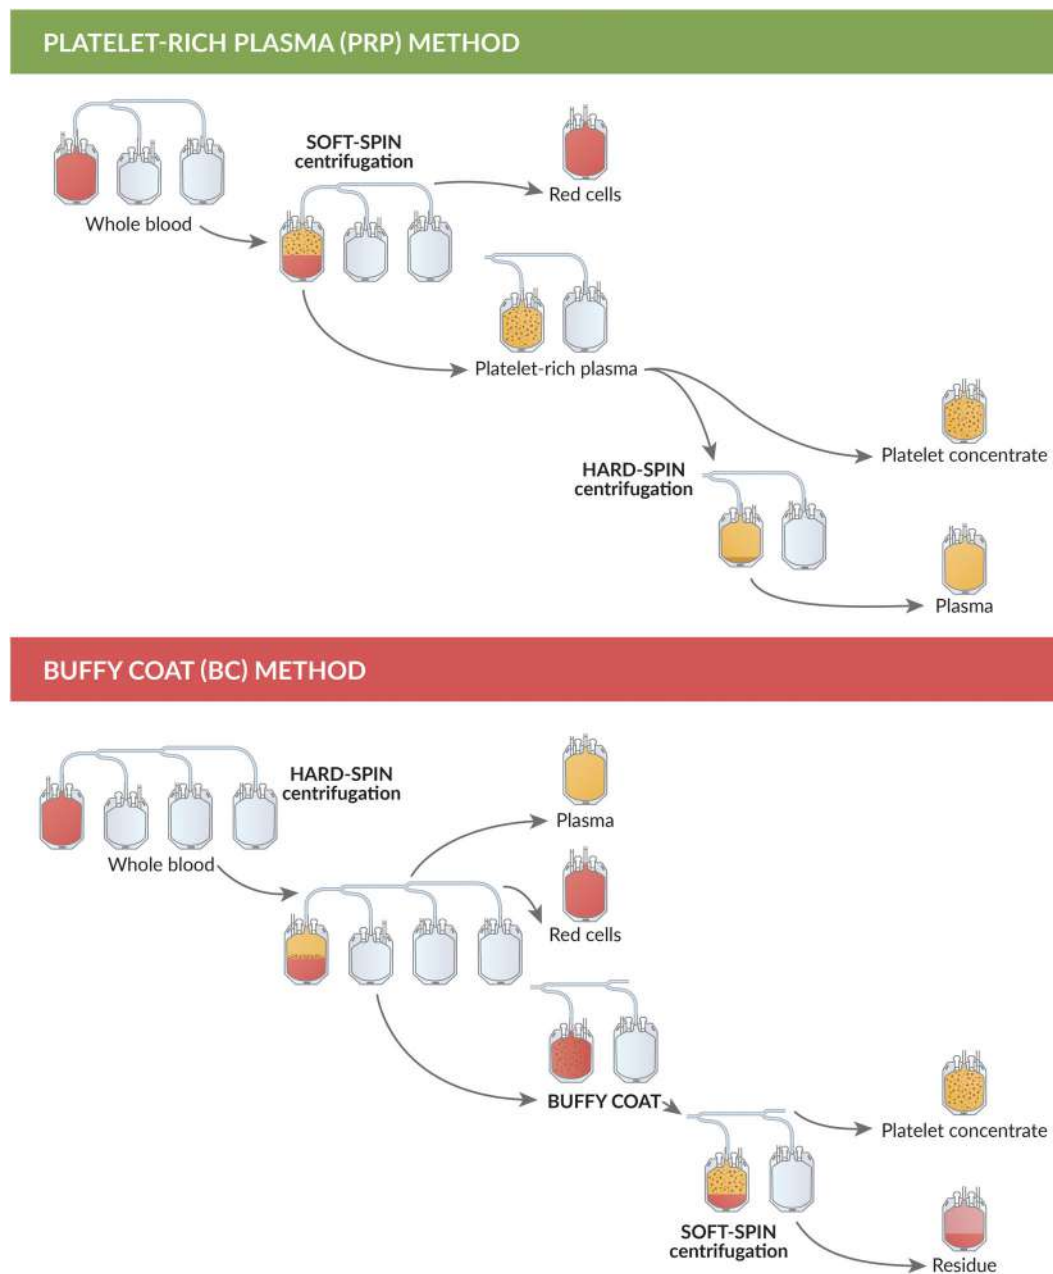 PLATELET-RICH PLASMA (PRP) METHOD
SOFT-SPIN
centrifugation
Red cells
Whole blood
Platelet-rich plasma
Platelet concentrate
HARD-SPIN
centrifugation
Plasma
BUFFY COAT (BC) METHOD
HARD-SPIN
centrifugation
Plasma
Whole blood
Red cells
BUFFY COAT
Platelet concentrate
SOFT-SPIN
centrifugation
Residue